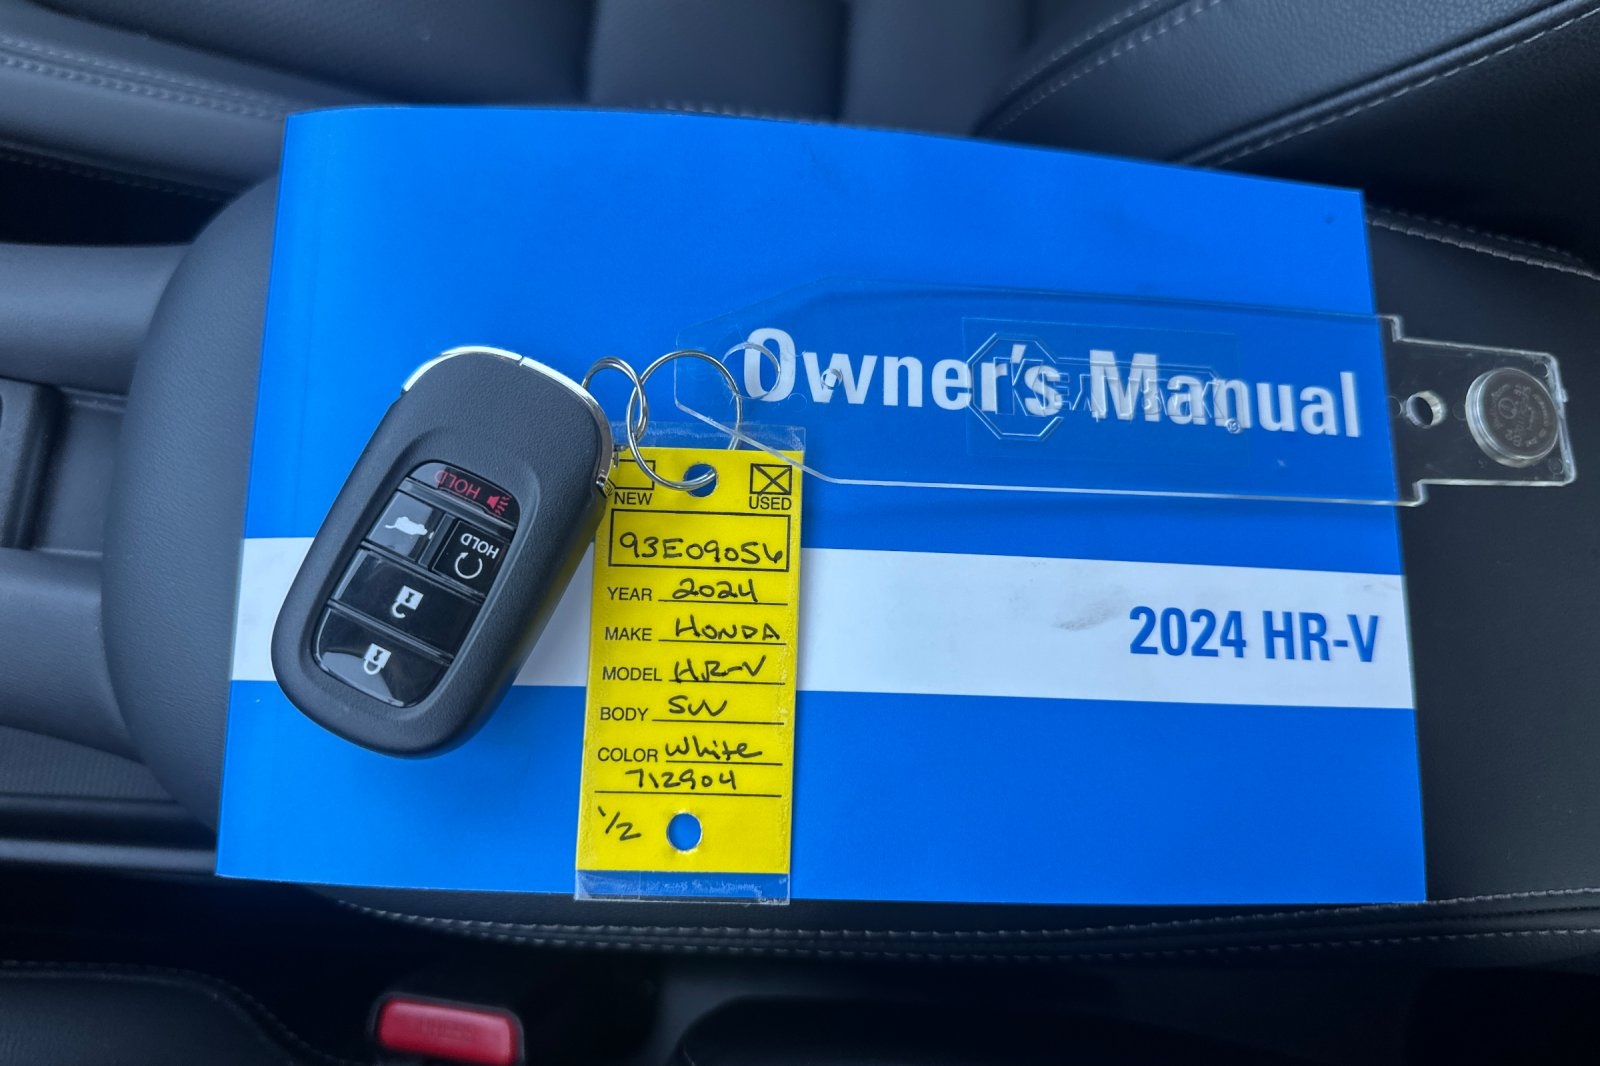 Owner's Manual
2024 HR-V
HOLD
HOLD
NEW
USED
93E09056
YEAR 2024
MAKE HONDA
MODEL HR-V
BODY SW
COLOR White
712904
1/2